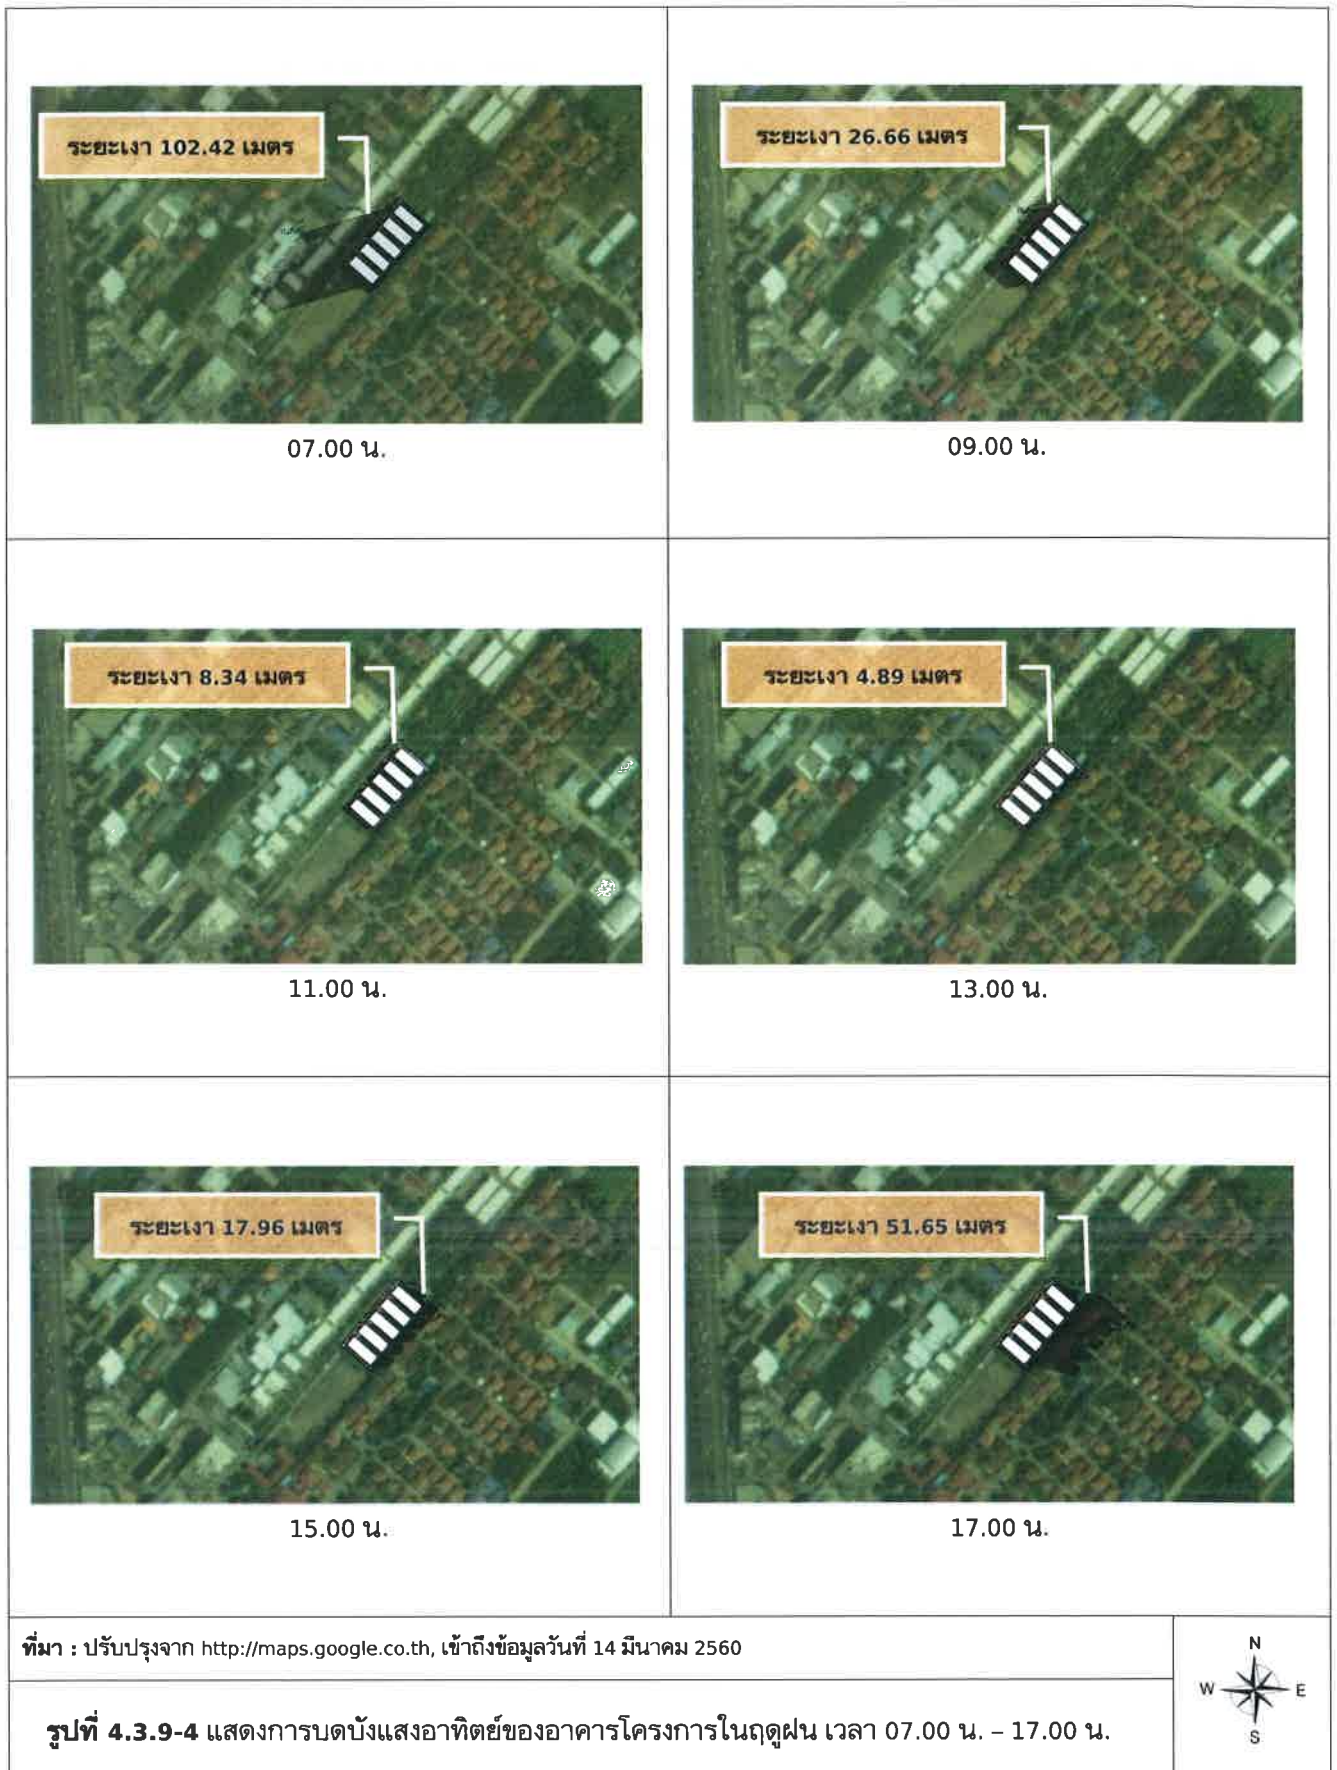 ระยะเงา 102.42 เมตร
ระยะเงา 26.66 เมตร
07.00 น.
09.00 น.
ระยะเงา 8.34 เมตร
ระยะเงา 4.89 เมตร
11.00 น.
13.00 น.
ระยะเงา 17.96 เมตร
ระยะเงา 51.65 เมตร
15.00 น.
17.00 น.
ที่มา : ปรับปรุงจาก http://maps.google.co.th, เข้าถึงข้อมูลวันที่ 14 มีนาคม 2560
N
W E
S
รูปที่ 4.3.9-4 แสดงการบดบังแสงอาทิตย์ของอาคารโครงการในฤดูฝน เวลา 07.00 น. – 17.00 น.